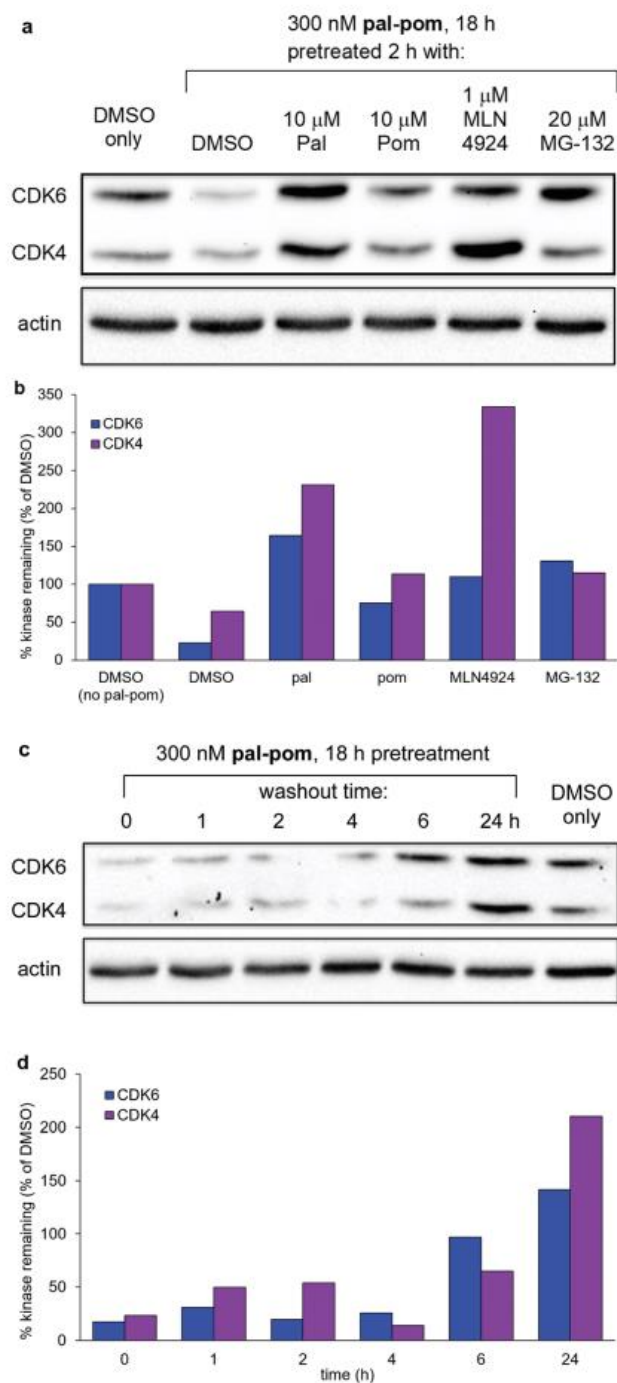 a
300 nM pal-pom, 18 h
pretreated 2 h with:
DMSO only
DMSO
10 μM Pal
10 μM Pom
1 μM MLN 4924
20 μM MG-132
CDK6
CDK4
actin
b
% kinase remaining (% of DMSO)
350
300
250
200
150
100
50
0
CDK6
CDK4
DMSO (no pal-pom)
DMSO
pal
pom
MLN4924
MG-132
c
300 nM pal-pom, 18 h pretreatment
washout time:
0 1 2 4 6 24 h
DMSO only
CDK6
CDK4
actin
d
% kinase remaining (% of DMSO)
250
200
150
100
50
0
CDK6
CDK4
0 1 2 4 6 24
time (h)